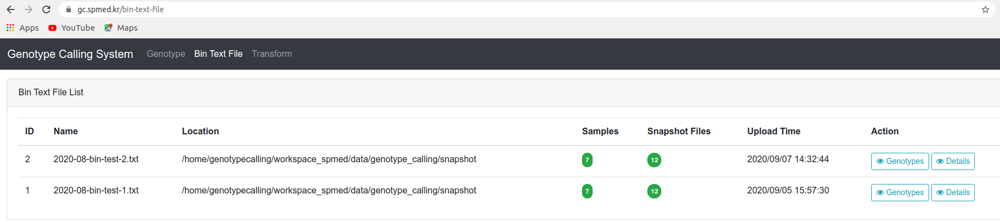 gc.spmed.kr/bin-text-file
Apps YouTube Maps
Genotype Calling System Genotype Bin Text File Transform
Bin Text File List
ID Name Location Samples Snapshot Files Upload Time Action
2 2020-08-bin-test-2.txt /home/genotypecalling/workspace_spmed/data/genotype_calling/snapshot 7 12 2020/09/07 14:32:44 Genotypes Details
1 2020-08-bin-test-1.txt /home/genotypecalling/workspace_spmed/data/genotype_calling/snapshot 7 12 2020/09/05 15:57:30 Genotypes Details